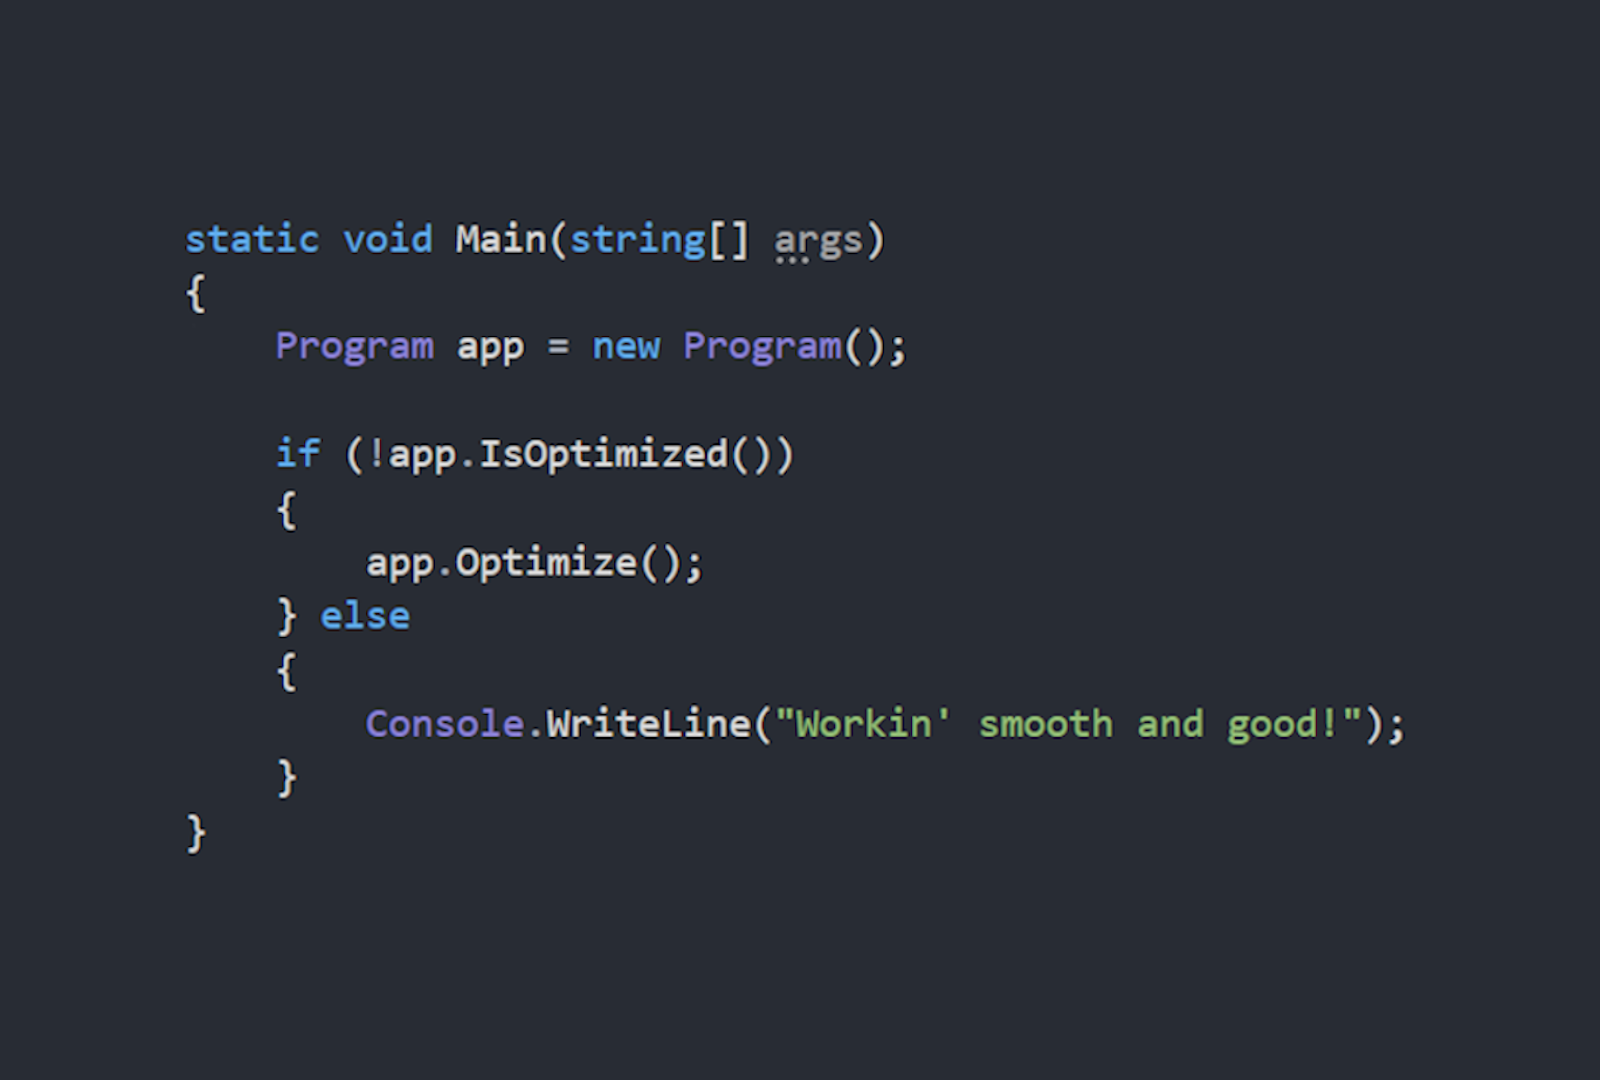 static void Main(string[] args)
{
    Program app = new Program();

    if (!app.IsOptimized())
    {
        app.Optimize();
    } else
    {
        Console.WriteLine("Workin' smooth and good!");
    }
}